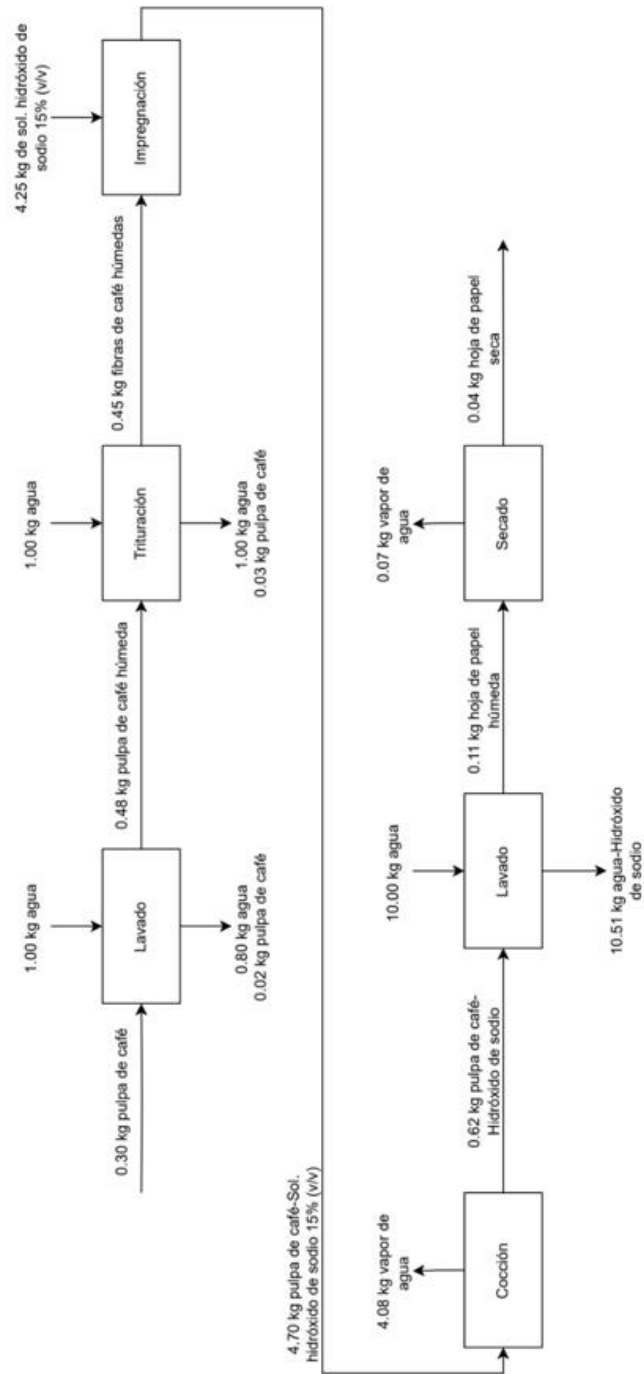 0.30 kg pulpa de café
1.00 kg agua
Lavado
0.80 kg agua
0.02 kg pulpa de café
0.48 kg pulpa de café húmeda
1.00 kg agua
Trituración
1.00 kg agua
0.03 kg pulpa de café
0.45 kg fibras de café húmedas
4.25 kg de sol. hidróxido de
sodio 15% (v/v)
Impregnación
4.70 kg pulpa de café-Sol.
hidróxido de sodio 15% (v/v)
4.08 kg vapor de
agua
Cocción
0.62 kg pulpa de café-
Hidróxido de sodio
10.00 kg agua
Lavado
10.51 kg agua-Hidróxido
de sodio
0.11 kg hoja de papel
húmeda
0.07 kg vapor de
agua
Secado
0.04 kg hoja de papel
seca